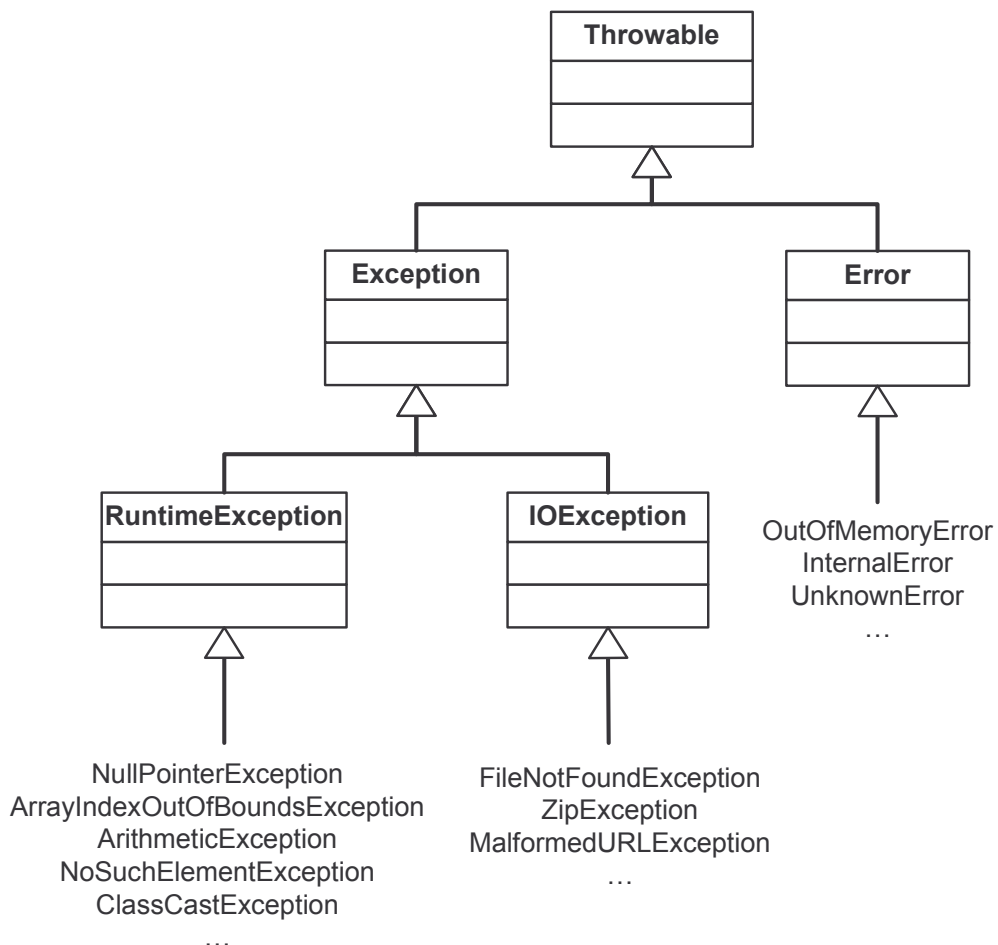 Throwable
Exception
Error
RuntimeException
IOException
OutOfMemoryError
InternalError
UnknownError
…
NullPointerException
ArrayIndexOutOfBoundsException
ArithmeticException
NoSuchElementException
ClassCastException
…
FileNotFoundException
ZipException
MalformedURLException
…